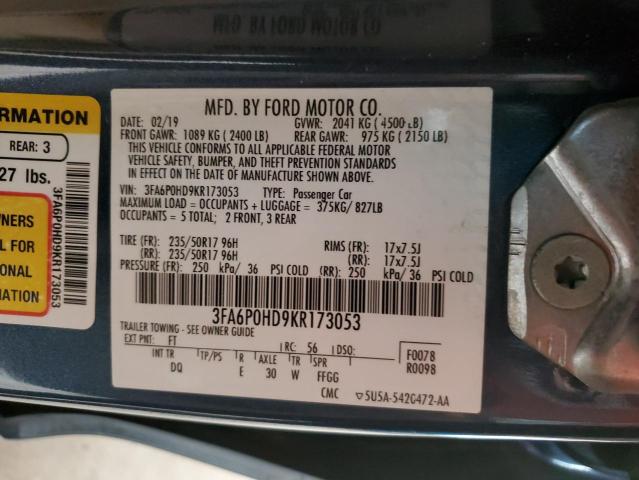 MFD. BY FORD MOTOR CO.
DATE: 02/19 GVWR: 2041 KG ( 4500 LB)
FRONT GAWR: 1089 KG ( 2400 LB) REAR GAWR: 975 KG ( 2150 LB)
THIS VEHICLE CONFORMS TO ALL APPLICABLE FEDERAL MOTOR
VEHICLE SAFETY, BUMPER, AND THEFT PREVENTION STANDARDS
IN EFFECT ON THE DATE OF MANUFACTURE SHOWN ABOVE.
VIN: 3FA6P0HD9KR173053 TYPE: Passenger Car
MAXIMUM LOAD = OCCUPANTS + LUGGAGE = 375KG/ 827LB
OCCUPANTS = 5 TOTAL; 2 FRONT, 3 REAR
TIRE (FR): 235/50R17 96H RIMS (FR): 17x7.5J
(RR): 235/50R17 96H (RR): 17x7.5J
PRESSURE (FR): 250 kPa/ 36 PSI COLD (RR): 250 kPa/ 36 PSI COLD
3FA6P0HD9KR173053
TRAILER TOWING - SEE OWNER GUIDE
EXT PNT: FT RC: 56 DSO: F0078
INT TR TP/PS R AXLE TR SPR R0098
DQ E 30 W FFGG
CMC ▽5U5A-542G472-AA
ORMATION
REAR: 3
27 lbs.
WNERS
L FOR
IONAL
MATION
3FA6P0HD9KR173053